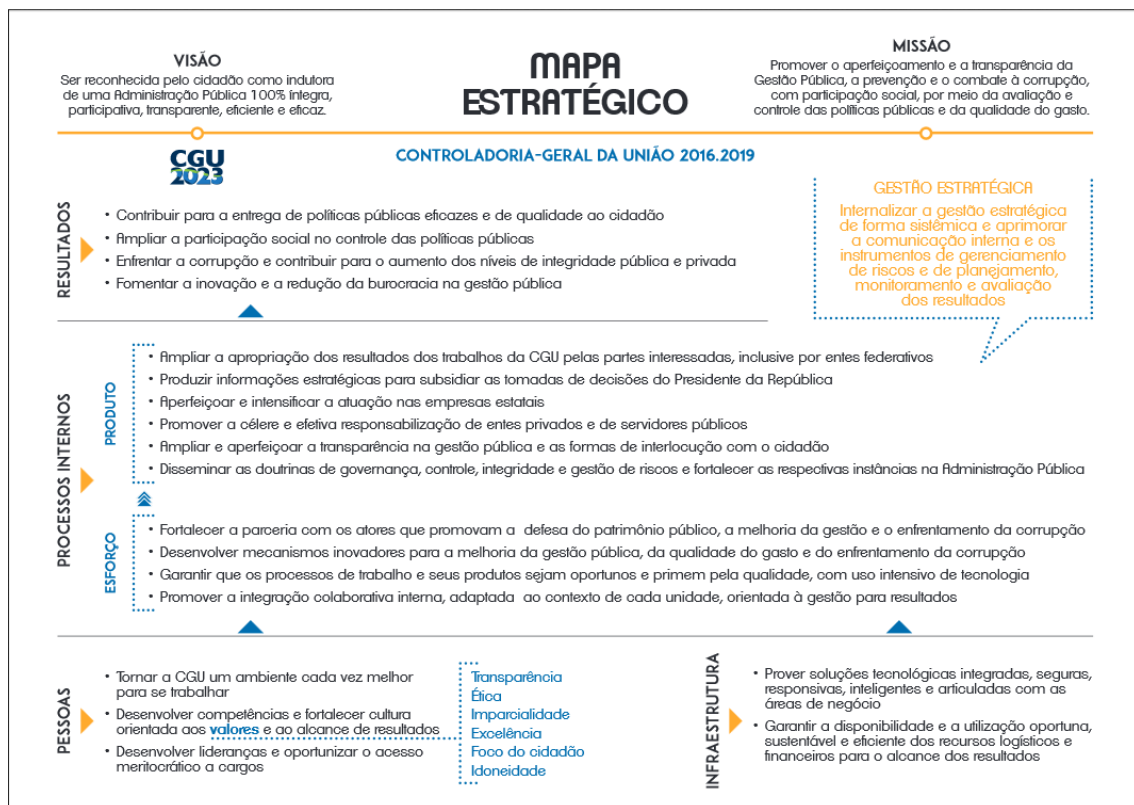 VISÃO
Ser reconhecida pelo cidadão como indutora
de uma Administração Pública 100% íntegra,
participativa, transparente, eficiente e eficaz.
MAPA
ESTRATÉGICO
MISSÃO
Promover o aperfeiçoamento e a transparência da
Gestão Pública, a prevenção e o combate à corrupção,
com participação social, por meio da avaliação e
controle das políticas públicas e da qualidade do gasto.
CGU
2023
CONTROLADORIA-GERAL DA UNIÃO 2016.2019
GESTÃO ESTRATÉGICA
Internalizar a gestão estratégica
de forma sistêmica e aprimorar
a comunicação interna e os
instrumentos de gerenciamento
de riscos e de planejamento,
monitoramento e avaliação
dos resultados
RESULTADOS
• Contribuir para a entrega de políticas públicas eficazes e de qualidade ao cidadão
• Ampliar a participação social no controle das políticas públicas
• Enfrentar a corrupção e contribuir para o aumento dos níveis de integridade pública e privada
• Fomentar a inovação e a redução da burocracia na gestão pública
PROCESSOS INTERNOS
PRODUTO
• Ampliar a apropriação dos resultados dos trabalhos da CGU pelas partes interessadas, inclusive por entes federativos
• Produzir informações estratégicas para subsidiar as tomadas de decisões do Presidente da República
• Aperfeiçoar e intensificar a atuação nas empresas estatais
• Promover a célere e efetiva responsabilização de entes privados e de servidores públicos
• Ampliar e aperfeiçoar a transparência na gestão pública e as formas de interlocução com o cidadão
• Disseminar as doutrinas de governança, controle, integridade e gestão de riscos e fortalecer as respectivas instâncias na Administração Pública
ESFORÇO
• Fortalecer a parceria com os atores que promovam a defesa do patrimônio público, a melhoria da gestão e o enfrentamento da corrupção
• Desenvolver mecanismos inovadores para a melhoria da gestão pública, da qualidade do gasto e do enfrentamento da corrupção
• Garantir que os processos de trabalho e seus produtos sejam oportunos e primem pela qualidade, com uso intensivo de tecnologia
• Promover a integração colaborativa interna, adaptada ao contexto de cada unidade, orientada à gestão para resultados
PESSOAS
• Tornar a CGU um ambiente cada vez melhor
para se trabalhar
• Desenvolver competências e fortalecer cultura
orientada aos valores e ao alcance de resultados
• Desenvolver lideranças e oportunizar o acesso
meritocrático a cargos
Transparência
Ética
Imparcialidade
Excelência
Foco do cidadão
Idoneidade
INFRAESTRUTURA
• Prover soluções tecnológicas integradas, seguras,
responsivas, inteligentes e articuladas com as
áreas de negócio
• Garantir a disponibilidade e a utilização oportuna,
sustentável e eficiente dos recursos logísticos e
financeiros para o alcance dos resultados